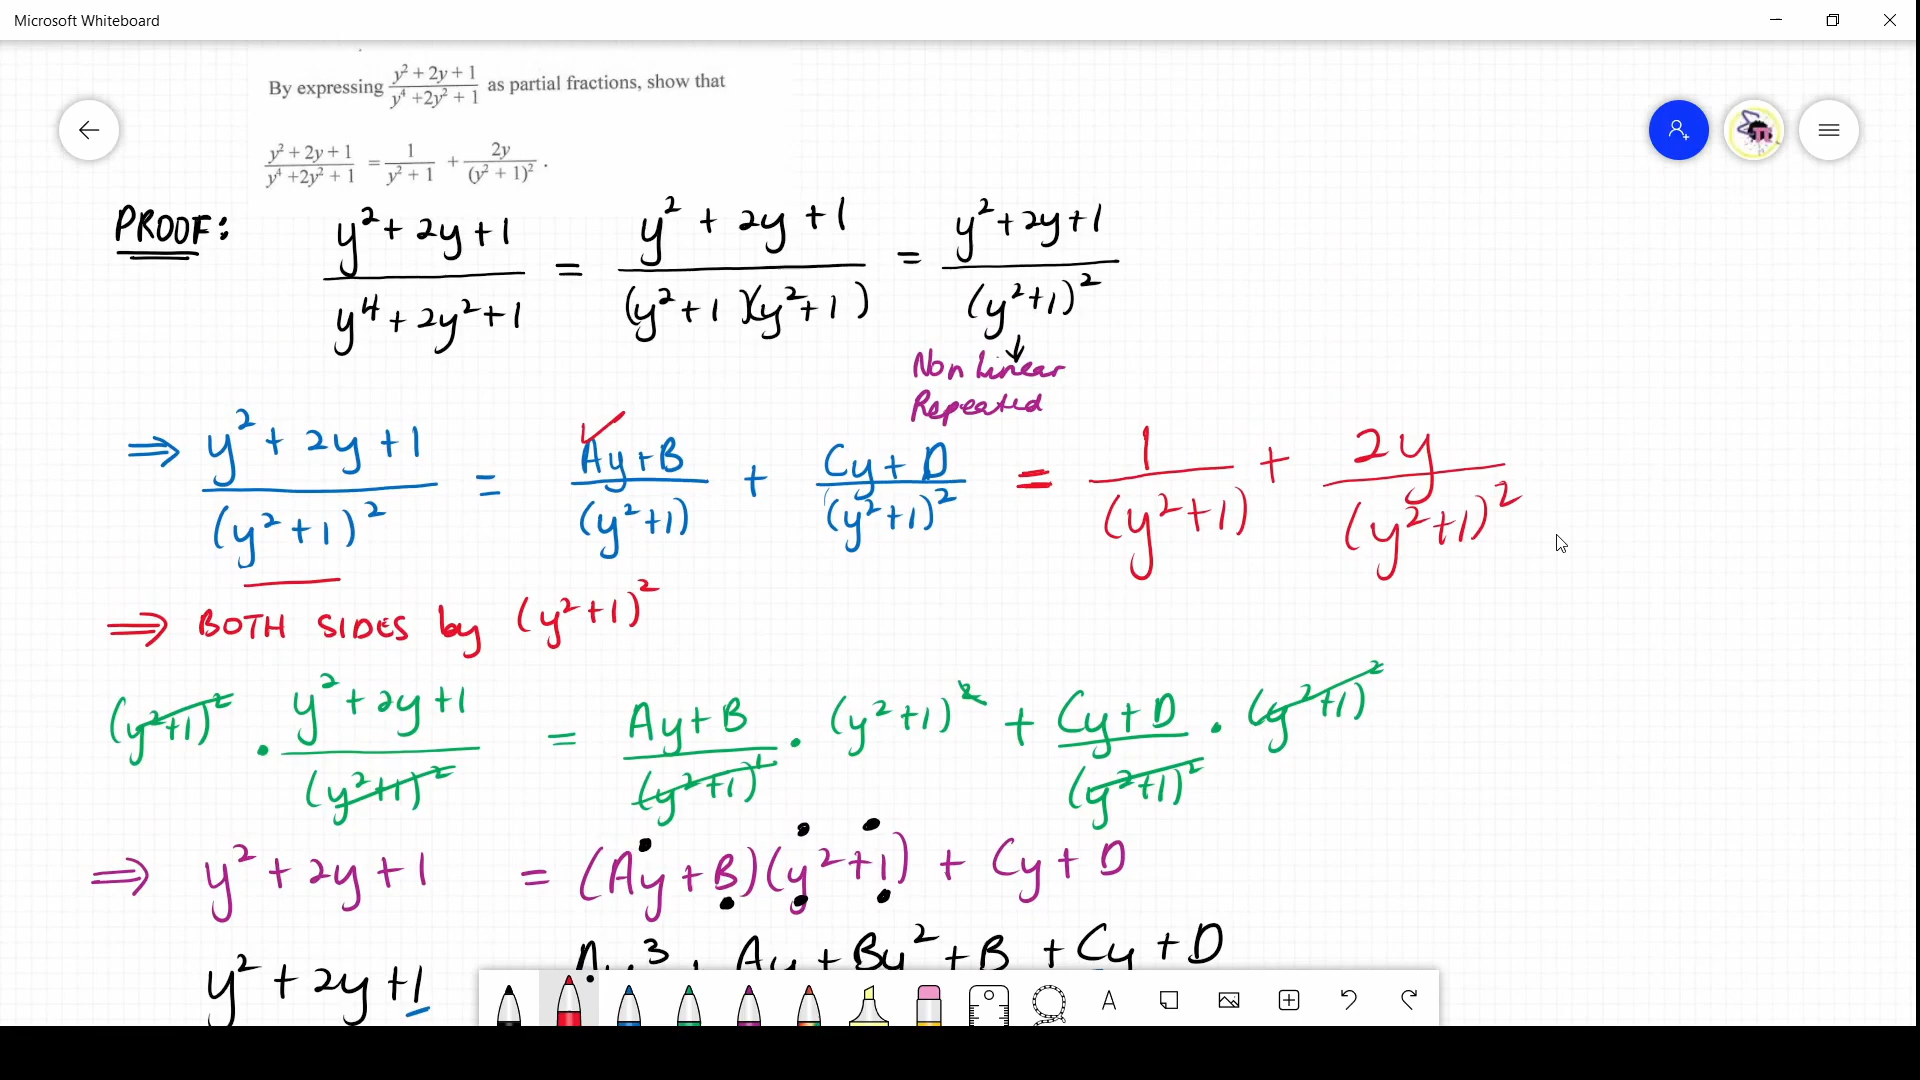 Microsoft Whiteboard
By expressing (y² + 2y + 1)/(y⁴ +2y² + 1) as partial fractions, show that
(y² + 2y + 1)/(y⁴ +2y² + 1) = 1/(y² + 1) + 2y/(y² + 1)² .
PROOF: (y² + 2y + 1)/(y⁴ + 2y² + 1) = (y² + 2y + 1)/((y² + 1)(y² + 1)) = (y² + 2y + 1)/(y² + 1)²
Non Linear
Repeated
⇒ (y² + 2y + 1)/(y² + 1)² = (Ay + B)/(y² + 1) + (Cy + D)/(y² + 1)² = 1/(y² + 1) + 2y/(y² + 1)²
⇒ BOTH SIDES by (y² + 1)²
(y² + 1)² · (y² + 2y + 1)/(y² + 1)² = (Ay + B)/(y² + 1)¹ · (y² + 1)² + (Cy + D)/(y² + 1)² · (y² + 1)²
⇒ y² + 2y + 1 = (Ay + B)(y² + 1) + Cy + D
y² + 2y + 1 Ay³ + Ay + By² + B + Cy + D
A